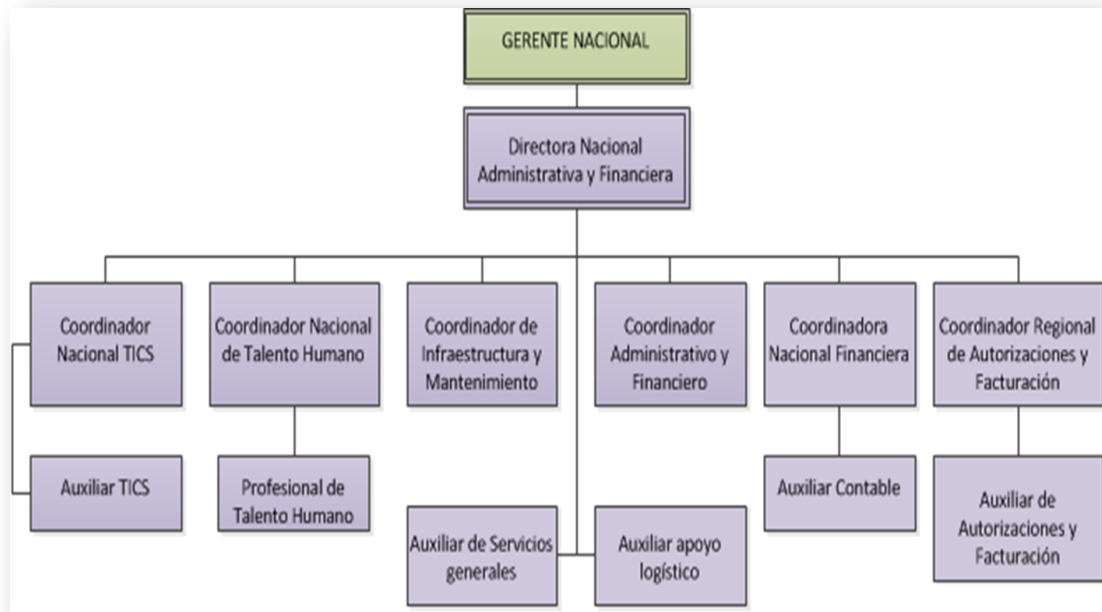 GERENTE NACIONAL
Directora Nacional
Administrativa y Financiera
Coordinador
Nacional TICS
Coordinador Nacional
de Talento Humano
Coordinador de
Infraestructura y
Mantenimiento
Coordinador
Administrativo y
Financiero
Coordinadora
Nacional Financiera
Coordinador Regional
de Autorizaciones y
Facturación
Auxiliar TICS
Profesional de
Talento Humano
Auxiliar de Servicios
generales
Auxiliar apoyo
logístico
Auxiliar Contable
Auxiliar de
Autorizaciones y
Facturación